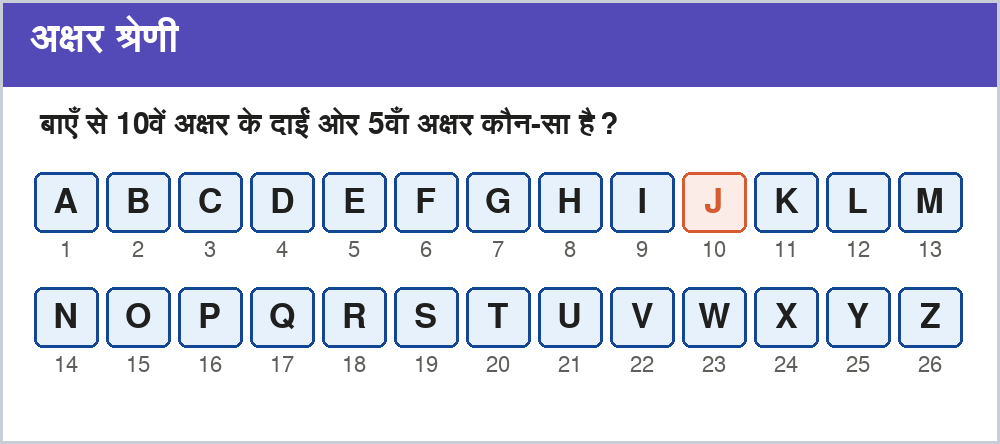 अक्षर श्रेणी
बाएँ से 10वें अक्षर के दाईं ओर 5वाँ अक्षर कौन-सा है ?
A B C D E F G H I J K L M
1 2 3 4 5 6 7 8 9 10 11 12 13
N O P Q R S T U V W X Y Z
14 15 16 17 18 19 20 21 22 23 24 25 26